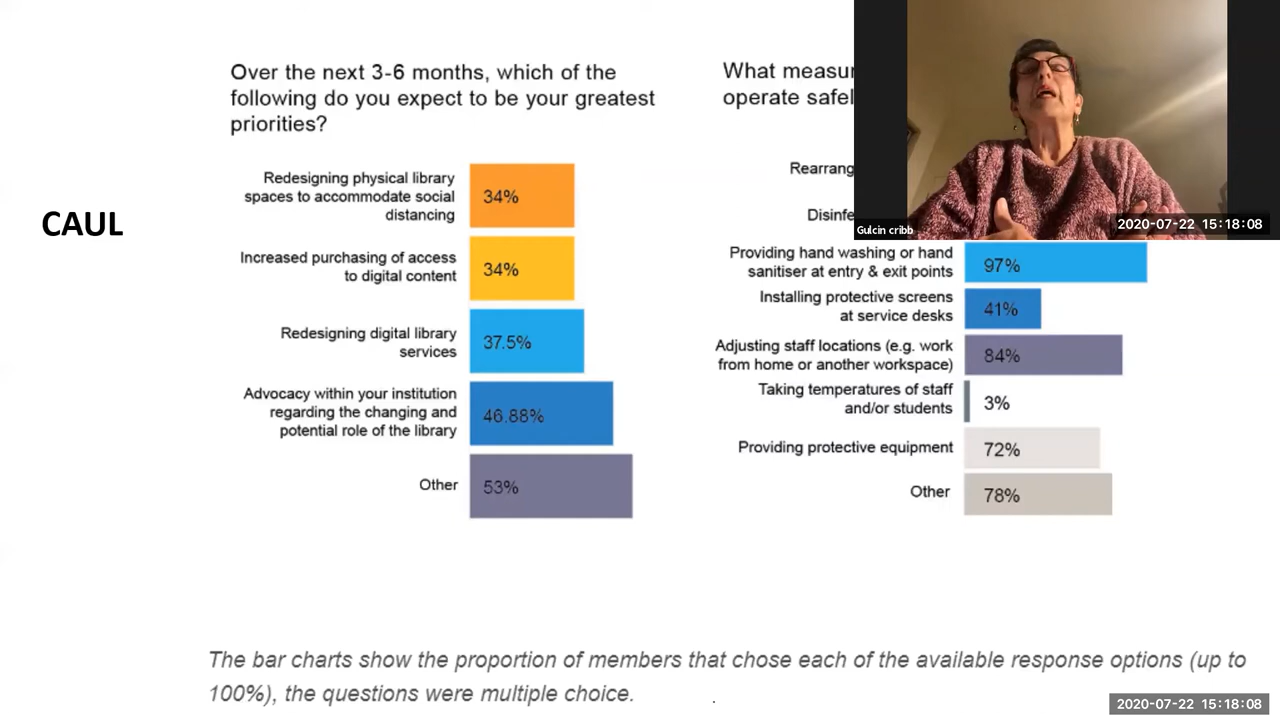 Over the next 3-6 months, which of the
following do you expect to be your greatest
priorities?
Redesigning physical library
spaces to accommodate social
distancing
34%
Increased purchasing of access
to digital content
34%
Redesigning digital library
services
37.5%
Advocacy within your institution
regarding the changing and
potential role of the library
46.88%
Other
53%
CAUL
What
operate
Gulcin cribb
2020-07-22 15:18:08
Providing hand washing or hand
sanitiser at entry & exit points
97%
Installing protective screens
at service desks
41%
Adjusting staff locations (e.g. work
from home or another workspace)
84%
Taking temperatures of staff
and/or students
3%
Providing protective equipment
72%
Other
78%
The bar charts show the proportion of members that chose each of the available response options (up to
100%), the questions were multiple choice.
2020-07-22 15:18:08